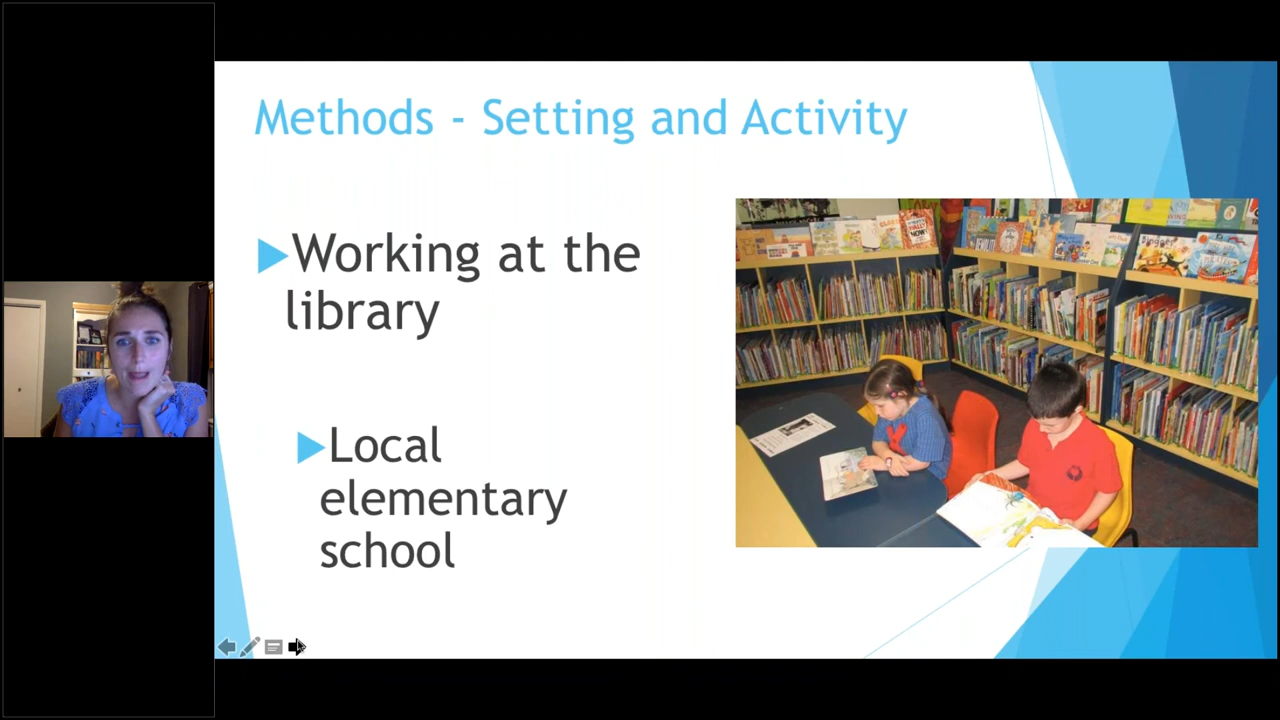 Methods - Setting and Activity
Working at the
library
Local
elementary
school